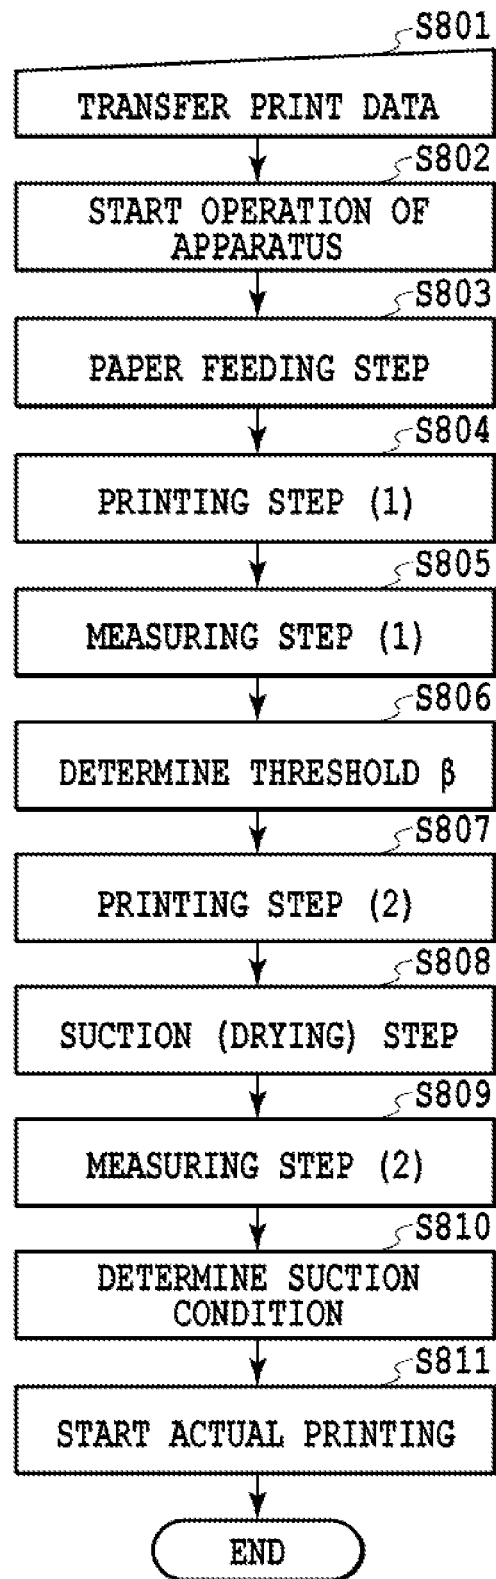 S801
TRANSFER PRINT DATA
S802
START OPERATION OF
APPARATUS
S803
PAPER FEEDING STEP
S804
PRINTING STEP (1)
S805
MEASURING STEP (1)
S806
DETERMINE THRESHOLD β
S807
PRINTING STEP (2)
S808
SUCTION (DRYING) STEP
S809
MEASURING STEP (2)
S810
DETERMINE SUCTION
CONDITION
S811
START ACTUAL PRINTING
END